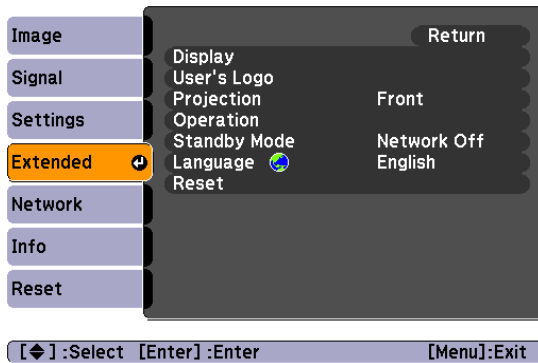 Image
Signal
Settings
Extended
Network
Info
Reset
Return
Display
User's Logo
Projection Front
Operation
Standby Mode Network Off
Language English
Reset
[◆] :Select [Enter] :Enter [Menu]:Exit